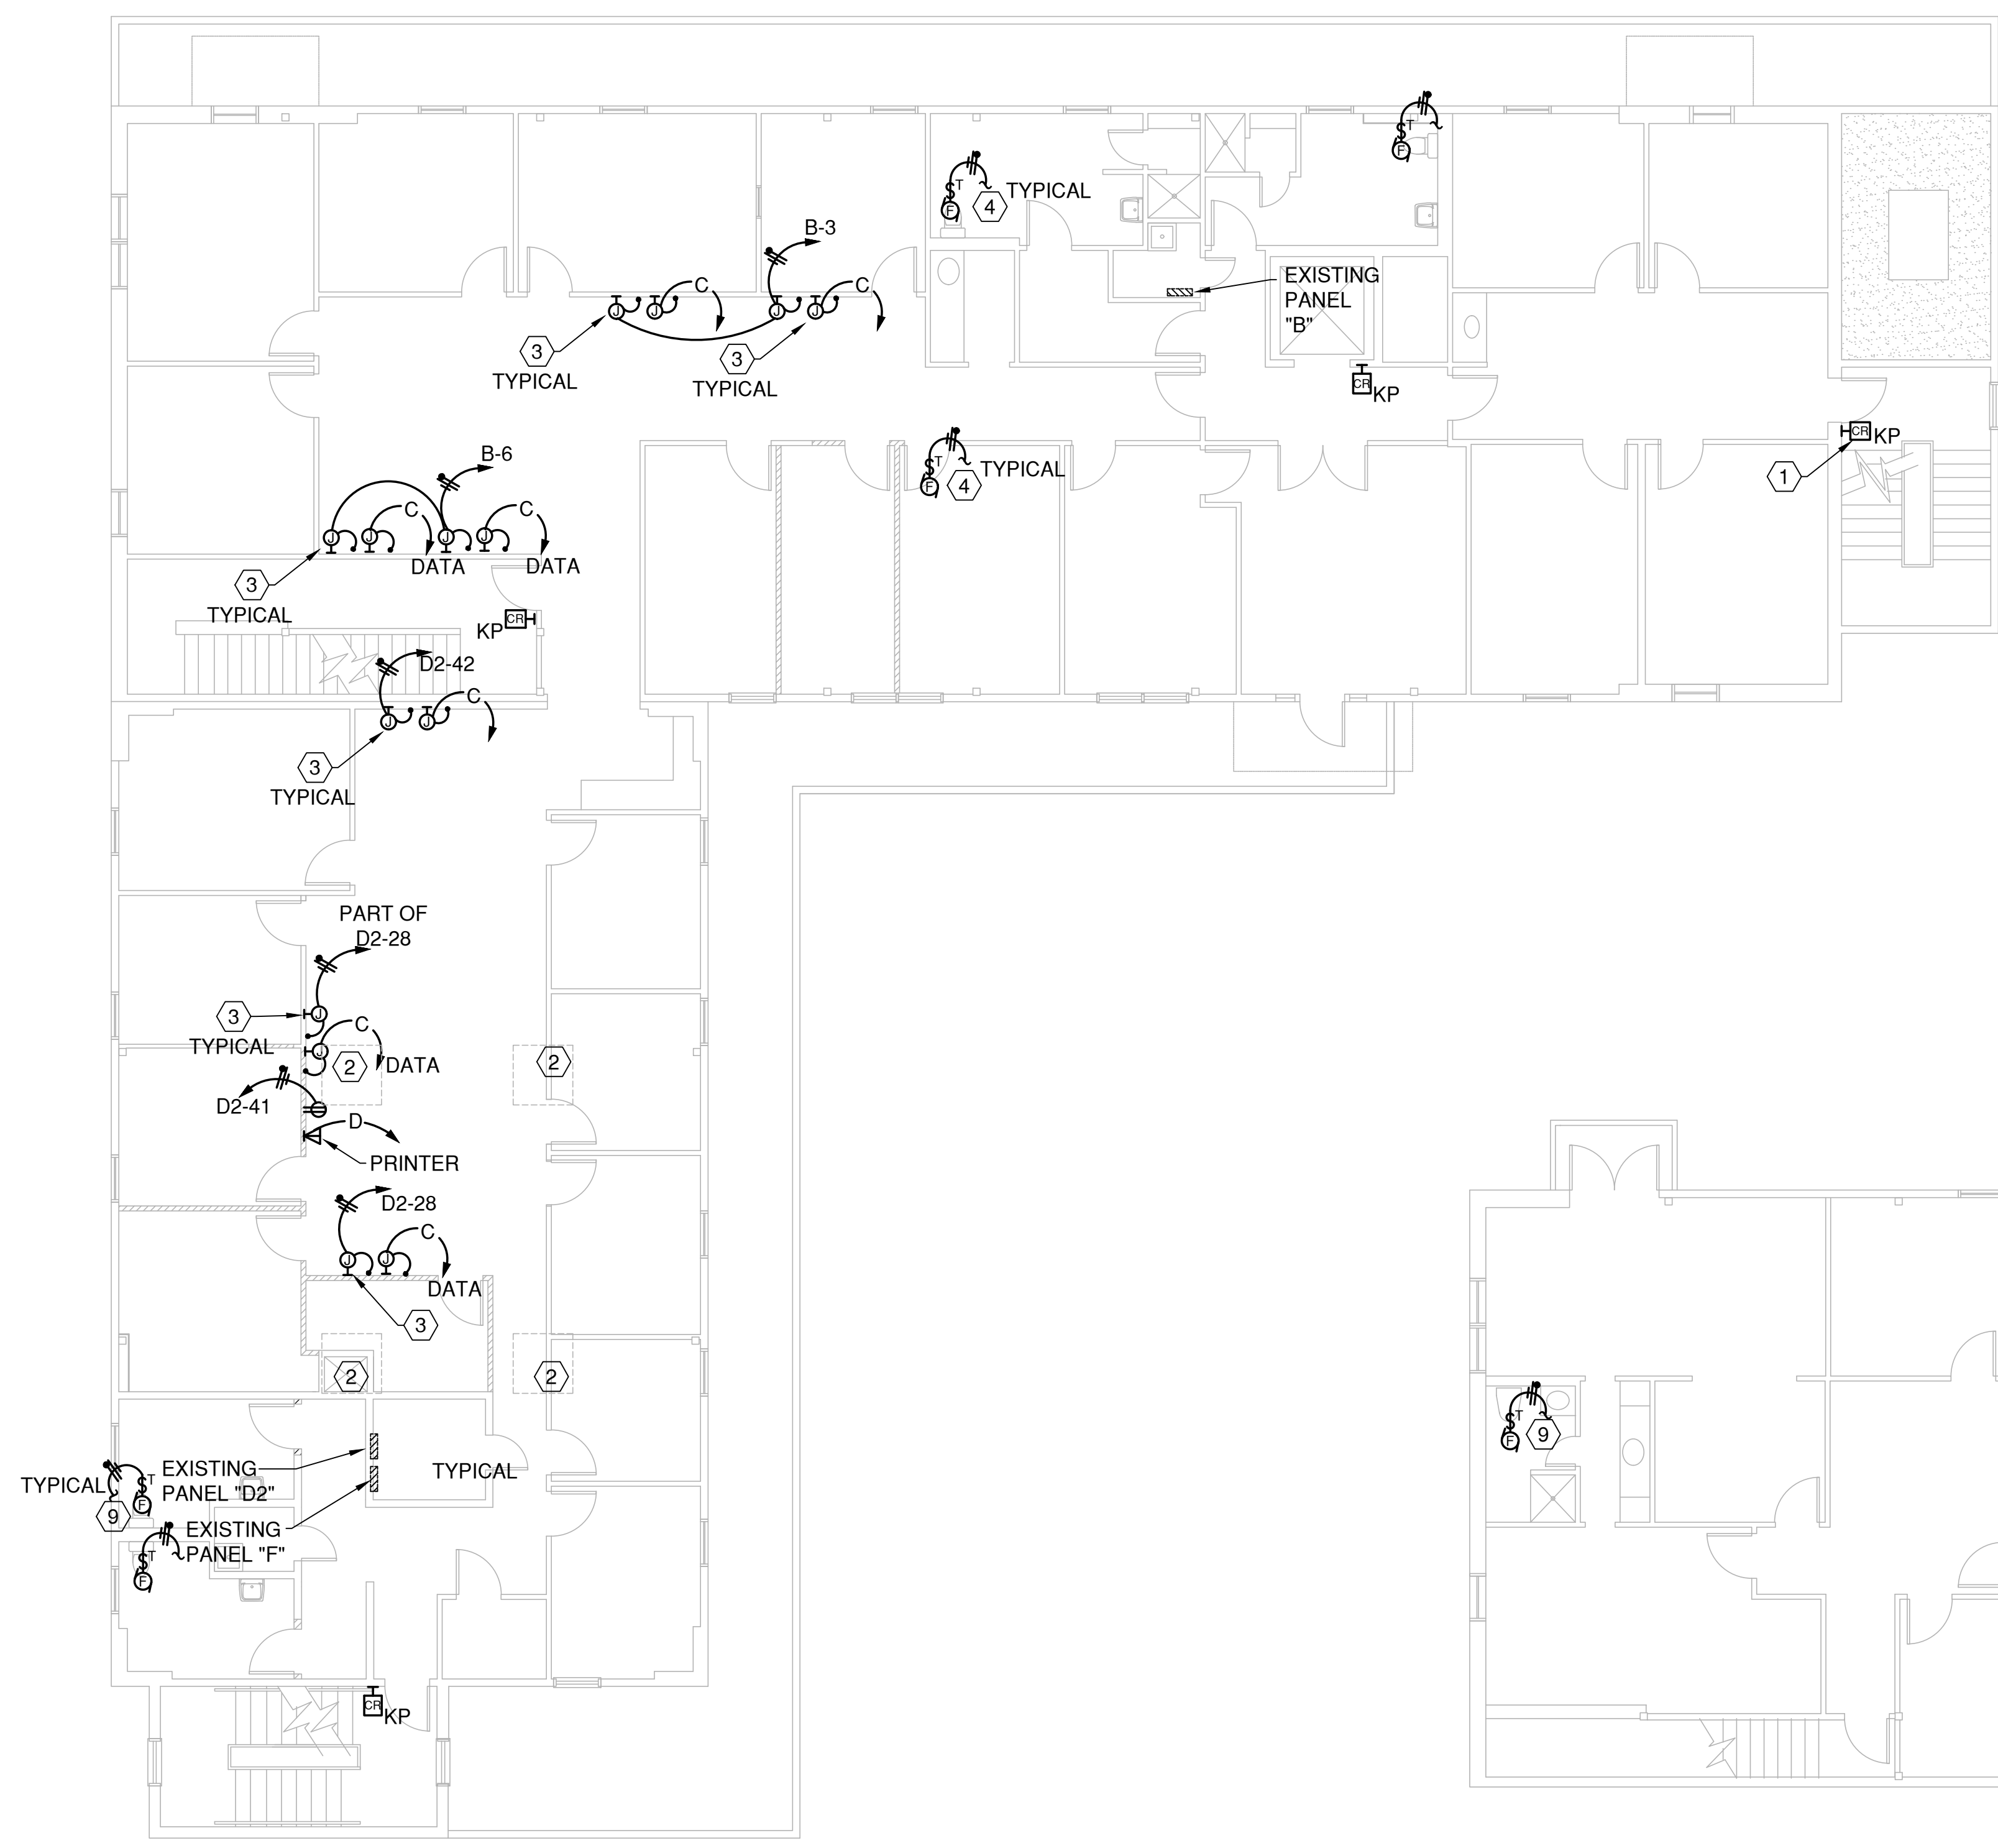 S T
F
S T
F
4
TYPICAL
B-3
C
C
J
J
J
J
3
TYPICAL
3
TYPICAL
EXISTING
PANEL
"B"
CR
KP
CR
KP
1
S T
F
4
TYPICAL
B-6
C
C
J
J
J
J
DATA
DATA
3
TYPICAL
CR
KP
D2-42
C
J
J
3
TYPICAL
PART OF
D2-28
J
3
TYPICAL
C
J
2
DATA
2
D2-41
D
PRINTER
D2-28
C
J
J
DATA
3
2
2
S T
F
9
EXISTING
PANEL "D2"
TYPICAL
TYPICAL
S T
F
9
EXISTING
PANEL "F"
S T
F
CR
KP